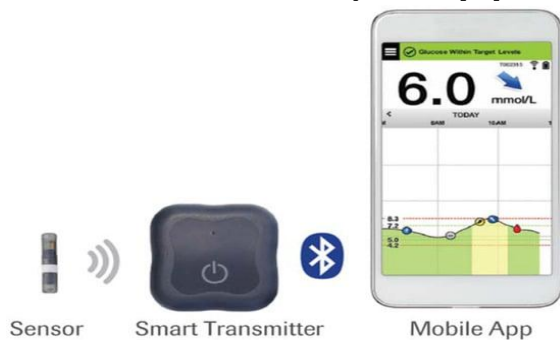 Glucose Within Target Levels
6.0
mmol/L
TODAY
8AM
10AM
8.3
7.2
5.0
4.2
Sensor
Smart Transmitter
Mobile App